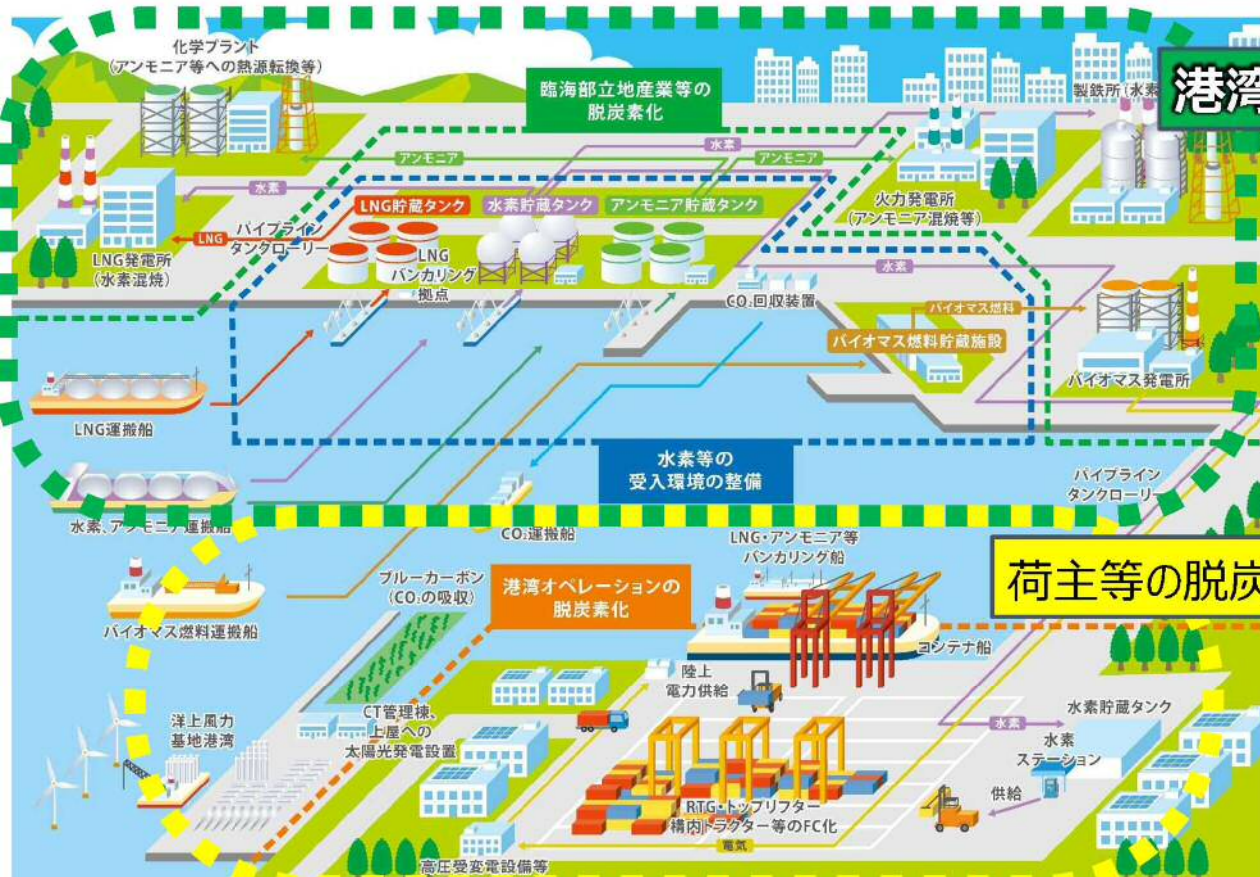 化学プラント
(アンモニア等への熱源転換等)
臨海部立地産業等の
脱炭素化
製鉄所(水素
港湾
アンモニア
水素
アンモニア
水素
LNG貯蔵タンク
水素貯蔵タンク
アンモニア貯蔵タンク
火力発電所
(アンモニア混焼等)
LNG
パイプライン
タンクローリー
LNG発電所
(水素混焼)
LNG
バンカリング
拠点
水素
CO₂回収装置
バイオマス燃料
バイオマス燃料貯蔵施設
バイオマス発電所
LNG運搬船
水素等の
受入環境の整備
パイプライン
タンクローリー
水素、アンモニア運搬船
CO₂運搬船
LNG・アンモニア等
バンカリング船
荷主等の脱炭
ブルーカーボン
(CO₂の吸収)
港湾オペレーションの
脱炭素化
バイオマス燃料運搬船
コンテナ船
陸上
電力供給
洋上風力
基地港湾
CT管理棟、
上屋への
太陽光発電設置
水素
水素貯蔵タンク
水素
ステーション
供給
RTG・トップリフター
構内トラクター等のFC化
電気
高圧受変電設備等